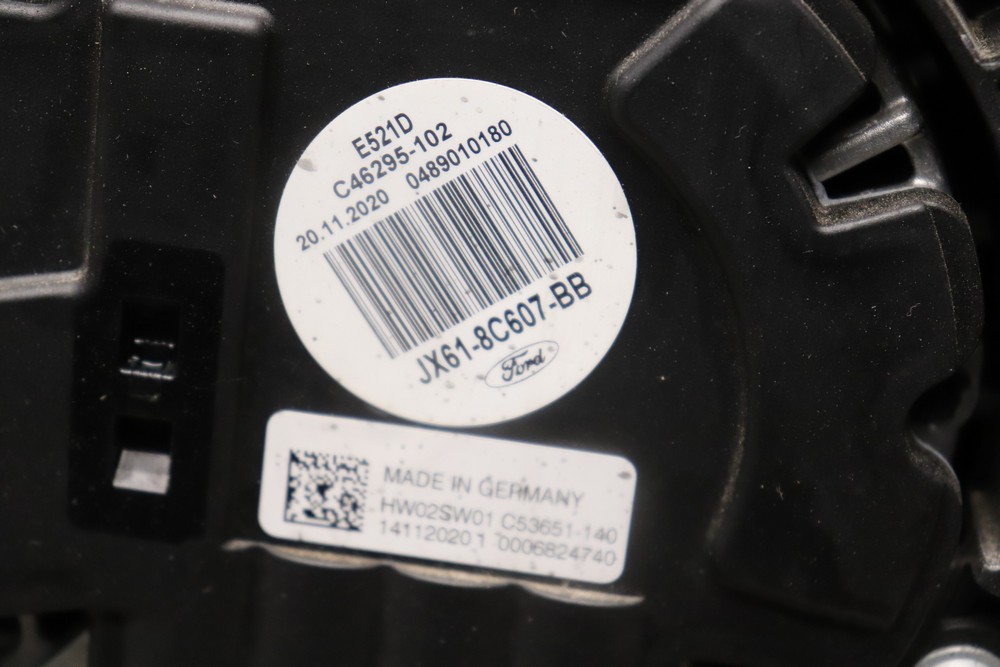 E521D
C46295-102
20.11.2020 0489010180
JX61-8C607-BB
Ford
MADE IN GERMANY
HW02SW01 C53651-140
14112020 1 0006824740